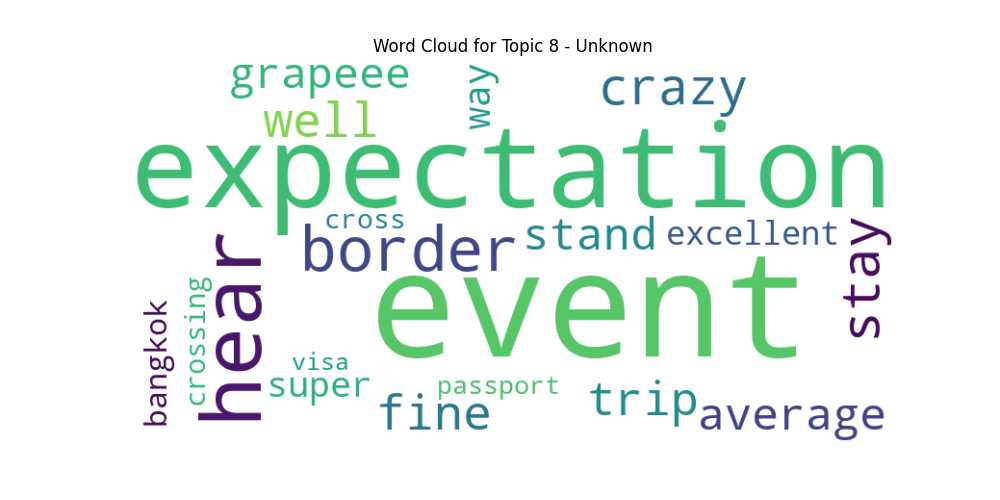 Word Cloud for Topic 8 - Unknown
grapeee
way
crazy
well
expectation
cross
border
stand
excellent
stay
hear
event
crossing
bangkok
visa
super
passport
fine
trip
average